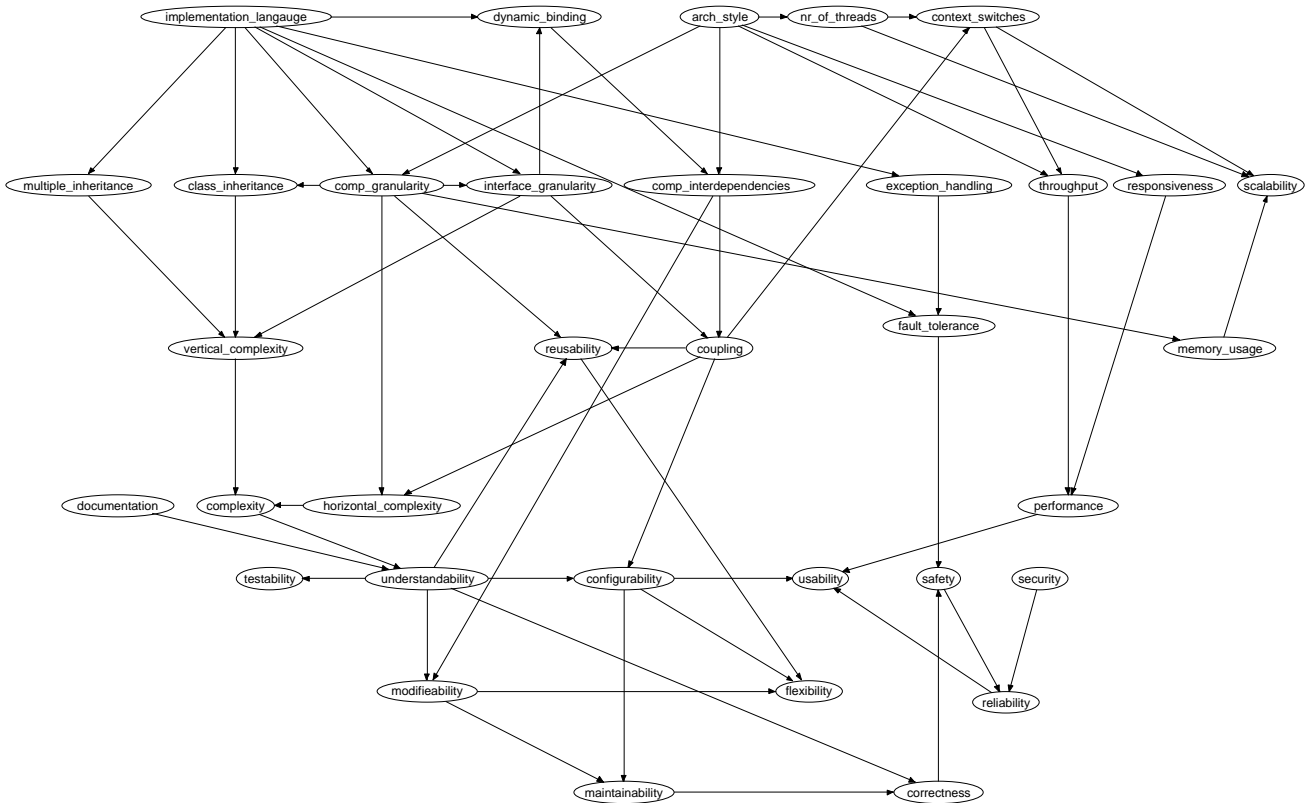 implementation_langauge
dynamic_binding
arch_style
nr_of_threads
context_switches
multiple_inheritance
class_inheritance
comp_granularity
interface_granularity
comp_interdependencies
exception_handling
throughput
responsiveness
scalability
fault_tolerance
vertical_complexity
reusability
coupling
memory_usage
documentation
complexity
horizontal_complexity
performance
testability
understandability
configurability
usability
safety
security
modifieability
flexibility
reliability
maintainability
correctness